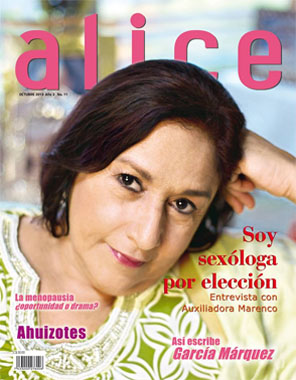 alice
OCTUBRE 2010 AÑO II No. 11
Soy
sexóloga
por elección
Entrevista con
Auxiliadora Marenco
La menopausia
¿oportunidad o drama?
Ahuizotes
Así escribe
García Márquez